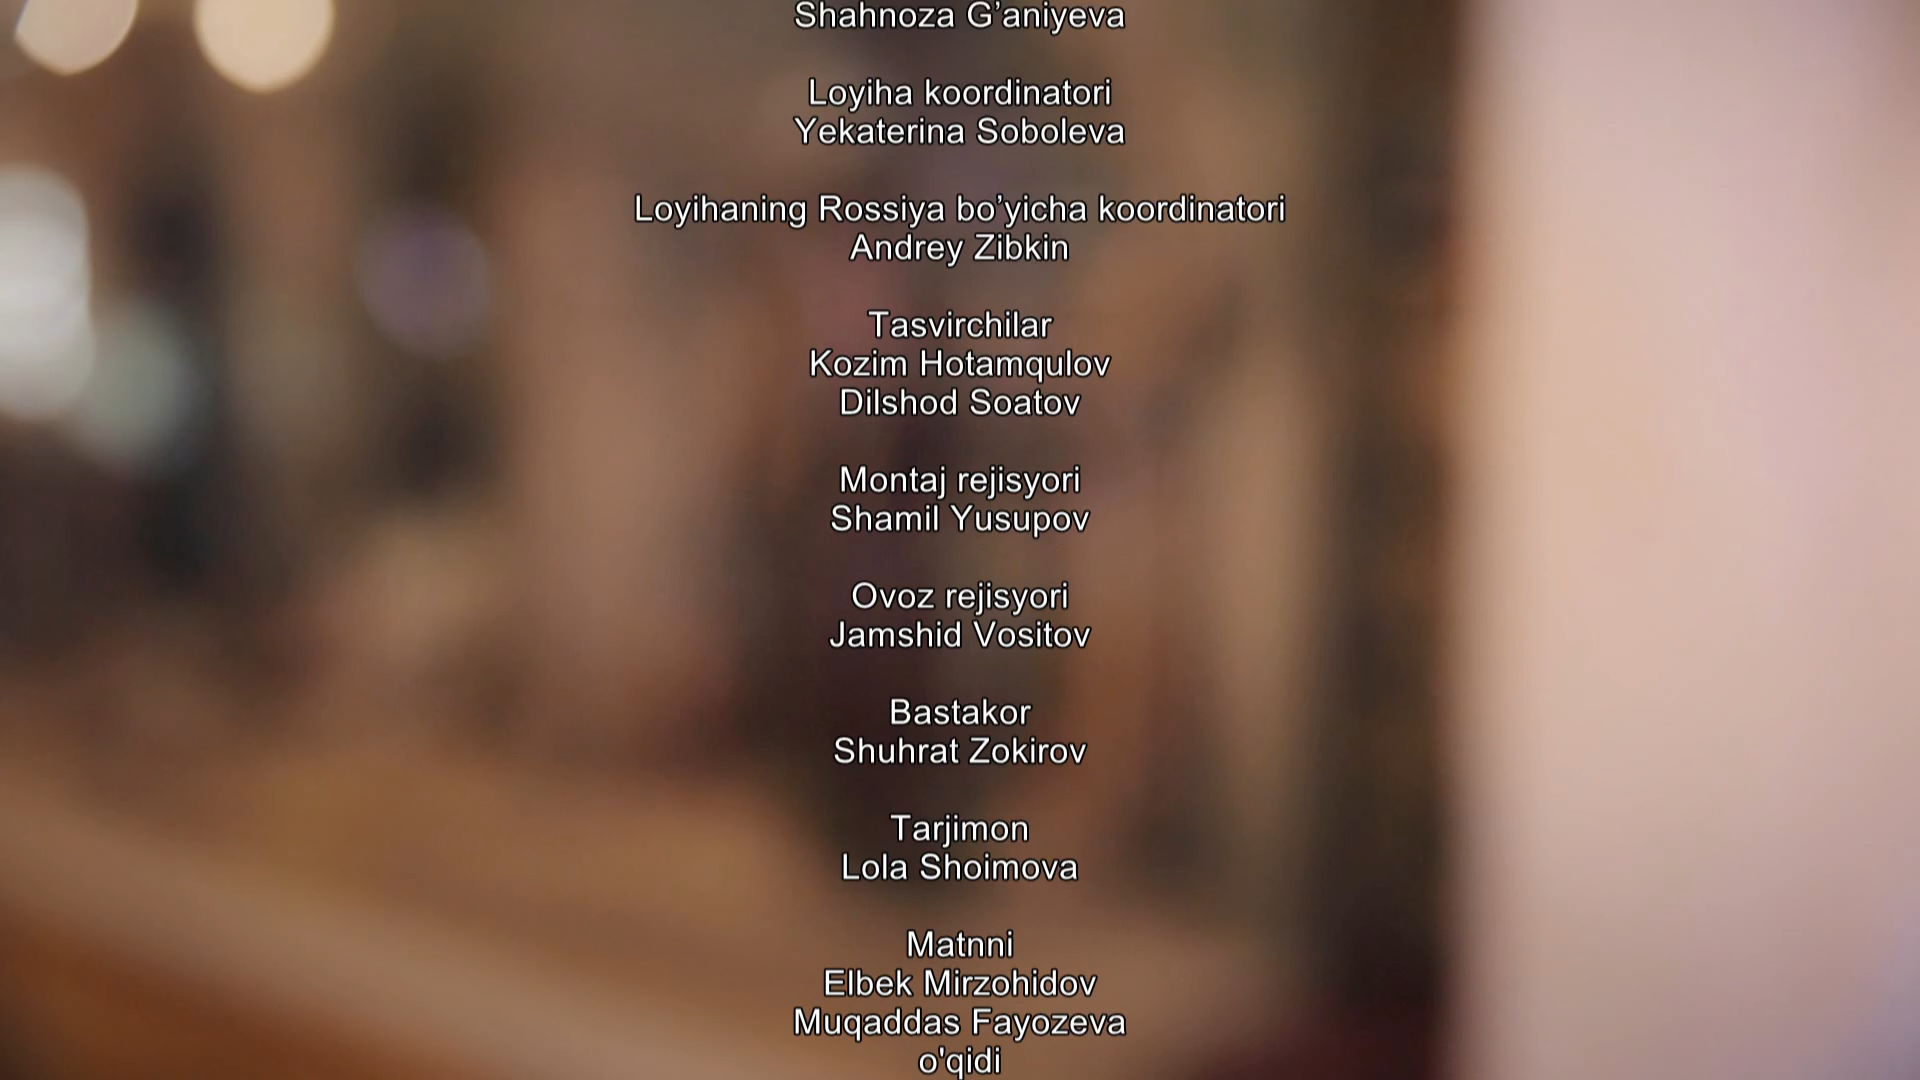 Shahnoza G’aniyeva
Loyiha koordinatori
Yekaterina Soboleva
Loyihaning Rossiya bo’yicha koordinatori
Andrey Zibkin
Tasvirchilar
Kozim Hotamqulov
Dilshod Soatov
Montaj rejisyori
Shamil Yusupov
Ovoz rejisyori
Jamshid Vositov
Bastakor
Shuhrat Zokirov
Tarjimon
Lola Shoimova
Matnni
Elbek Mirzohidov
Muqaddas Fayozeva
o'qidi